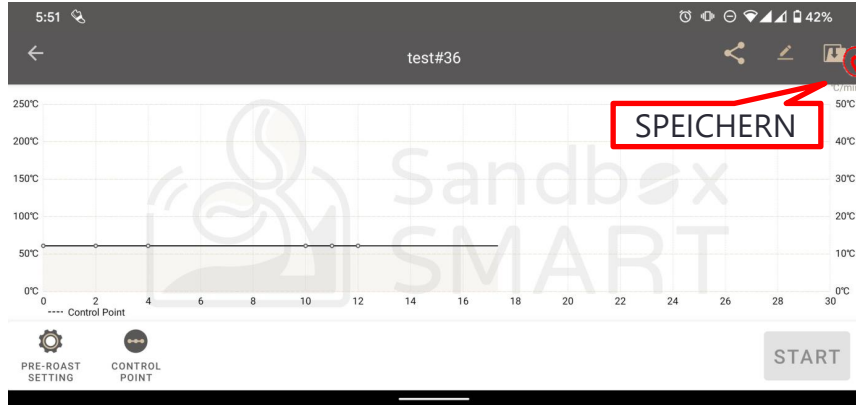 5:51 42%
test#36
°C/min
SPEICHERN
250°C 50°C
200°C 40°C
150°C 30°C
100°C 20°C
50°C 10°C
0°C 0°C
0 2 4 6 8 10 12 14 16 18 20 22 24 26 28 30
---- Control Point
Sandbox
SMART
PRE-ROAST
SETTING
CONTROL
POINT
START